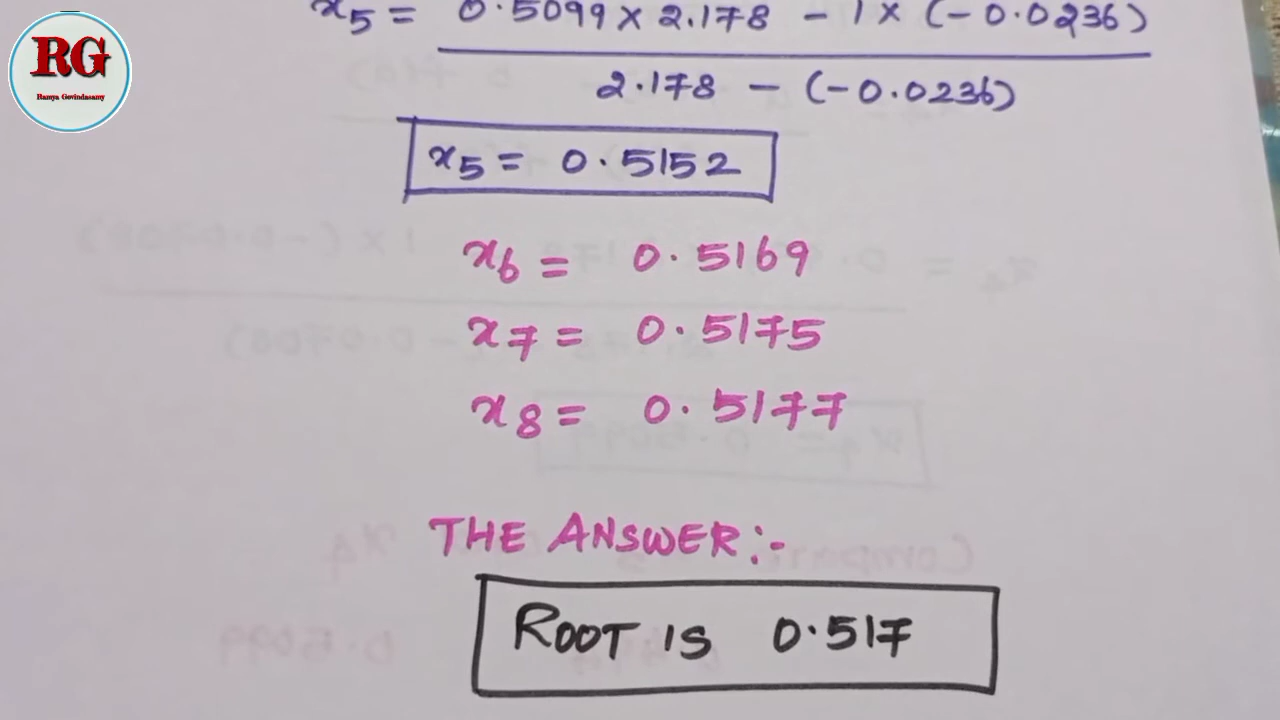 RG
Ramya Govindasamy
x5 = 0.5099 x 2.178 - 1 x (-0.0236)
2.178 - (-0.0236)
x5 = 0.5152
x6 = 0.5169
x7 = 0.5175
x8 = 0.5177
THE ANSWER:-
ROOT IS 0.517